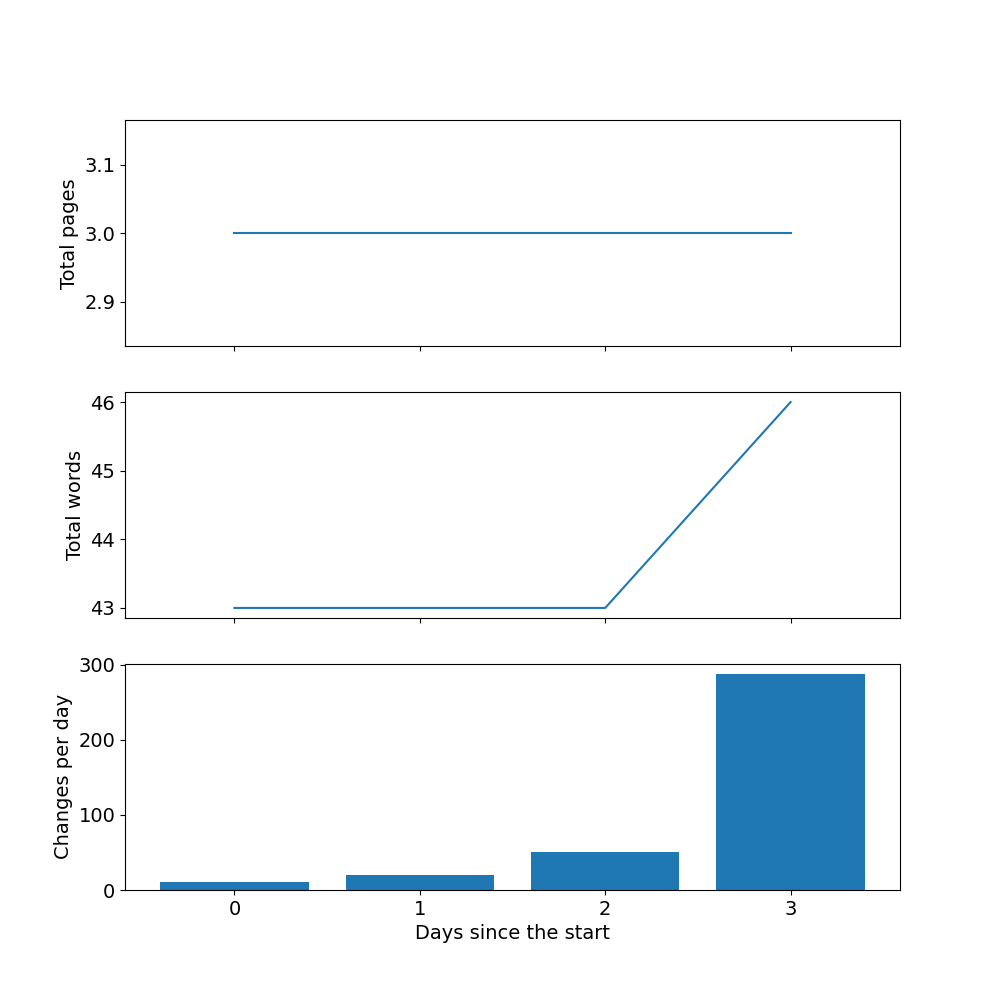 Total pages
3.1
3.0
2.9
Total words
46
45
44
43
Changes per day
300
200
100
0
0 1 2 3
Days since the start